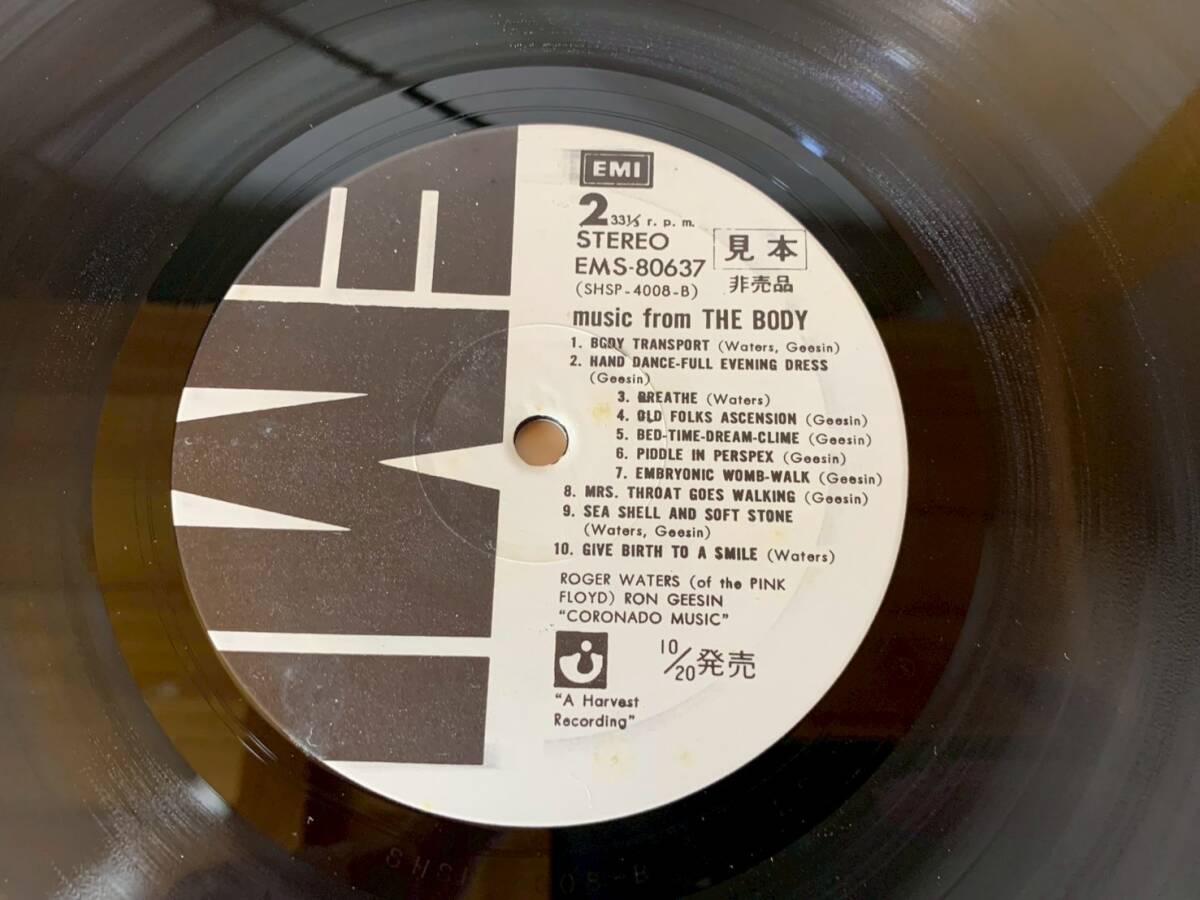 EMI
2 33⅓ r. p. m.
STEREO
EMS-80637
(SHSP-4008-B)
見本
非売品
music from THE BODY
1. BODY TRANSPORT (Waters, Geesin)
2. HAND DANCE-FULL EVENING DRESS
(Geesin)
3. BREATHE (Waters)
4. OLD FOLKS ASCENSION (Geesin)
5. BED-TIME-DREAM-CLIME (Geesin)
6. PIDDLE IN PERSPEX (Geesin)
7. EMBRYONIC WOMB-WALK (Geesin)
8. MRS. THROAT GOES WALKING (Geesin)
9. SEA SHELL AND SOFT STONE
(Waters, Geesin)
10. GIVE BIRTH TO A SMILE (Waters)
ROGER WATERS (of the PINK
FLOYD) RON GEESIN
"CORONADO MUSIC"
10/20発売
"A Harvest
Recording"
EMI